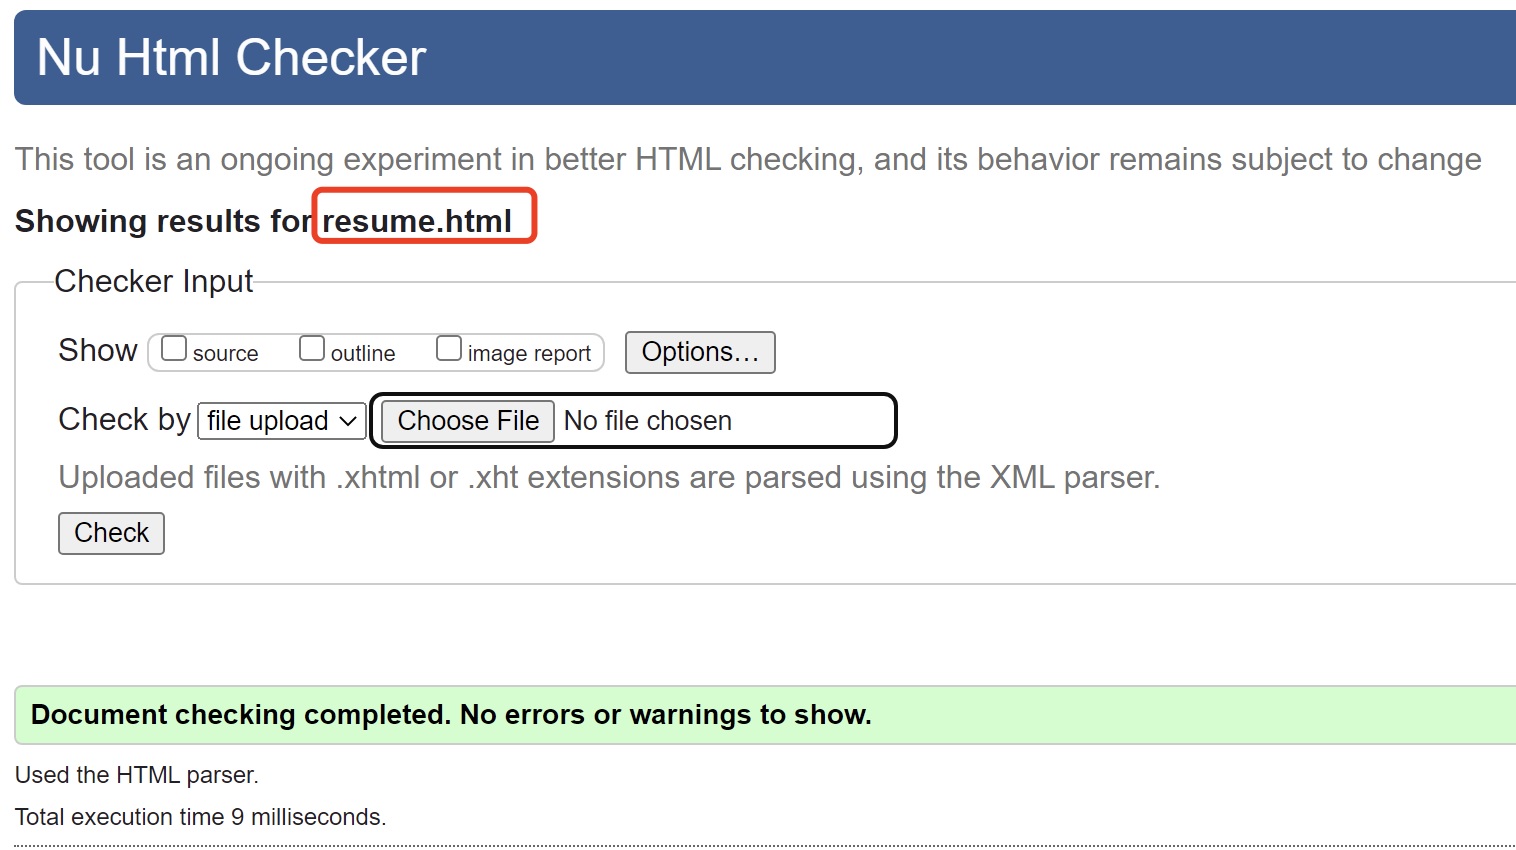 Nu Html Checker
This tool is an ongoing experiment in better HTML checking, and its behavior remains subject to change
Showing results for resume.html
Checker Input
Show source outline image report Options…
Check by file upload Choose File No file chosen
Uploaded files with .xhtml or .xht extensions are parsed using the XML parser.
Check
Document checking completed. No errors or warnings to show.
Used the HTML parser.
Total execution time 9 milliseconds.